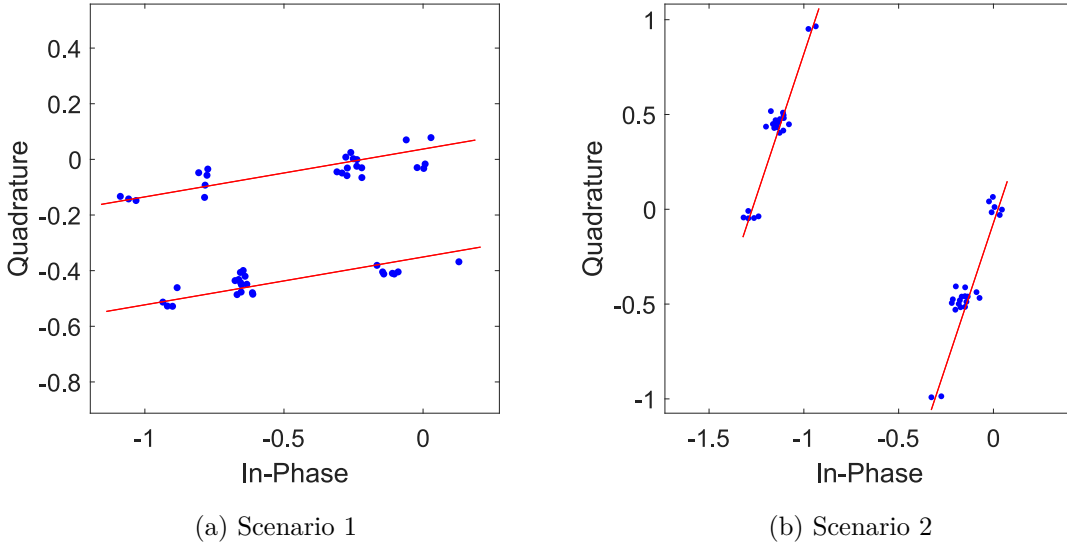 0.4
0.2
0
-0.2
-0.4
-0.6
-0.8
Quadrature
-1 -0.5 0
In-Phase
(a) Scenario 1
1
0.5
0
-0.5
-1
Quadrature
-1.5 -1 -0.5 0
In-Phase
(b) Scenario 2